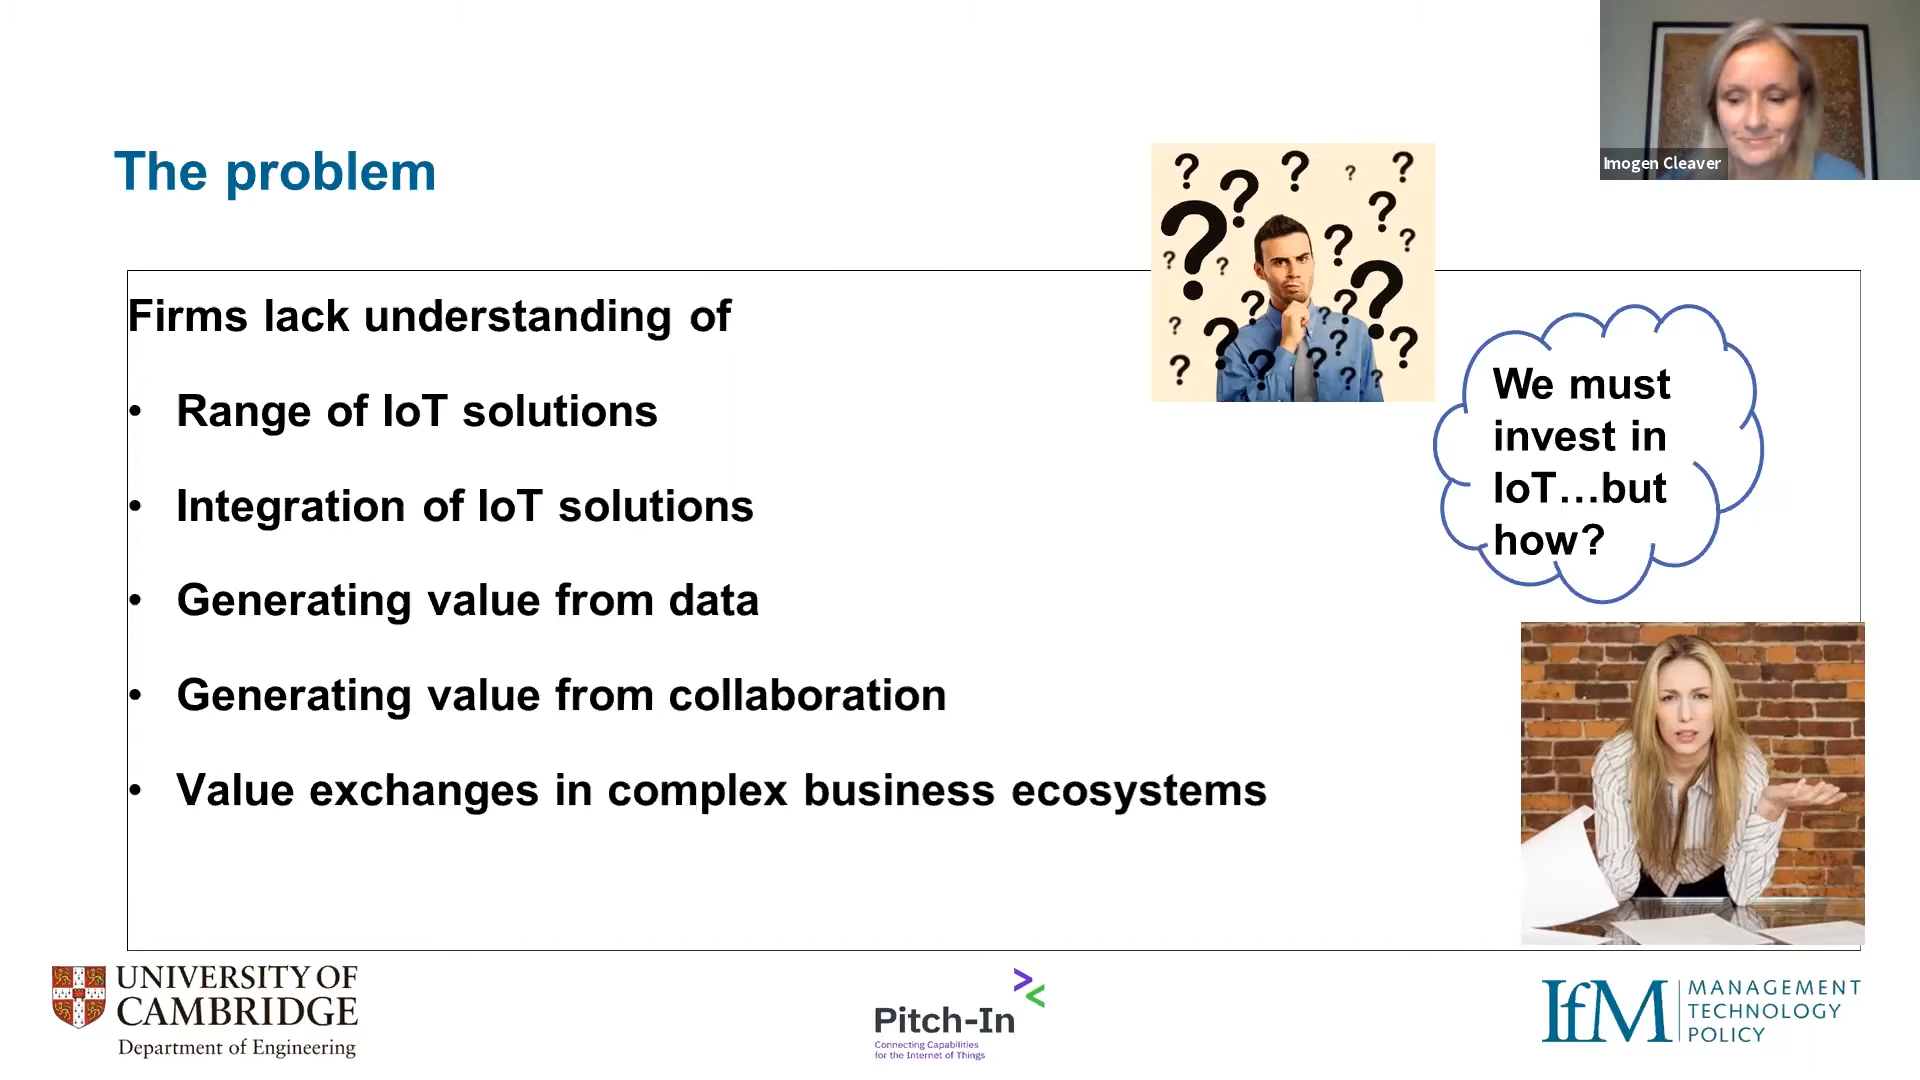 Imogen Cleaver
The problem
Firms lack understanding of
• Range of IoT solutions
• Integration of IoT solutions
• Generating value from data
• Generating value from collaboration
• Value exchanges in complex business ecosystems
We must
invest in
IoT...but
how?
UNIVERSITY OF
CAMBRIDGE
Department of Engineering
Pitch-In
Connecting Capabilities
for the Internet of Things
IfM
MANAGEMENT
TECHNOLOGY
POLICY